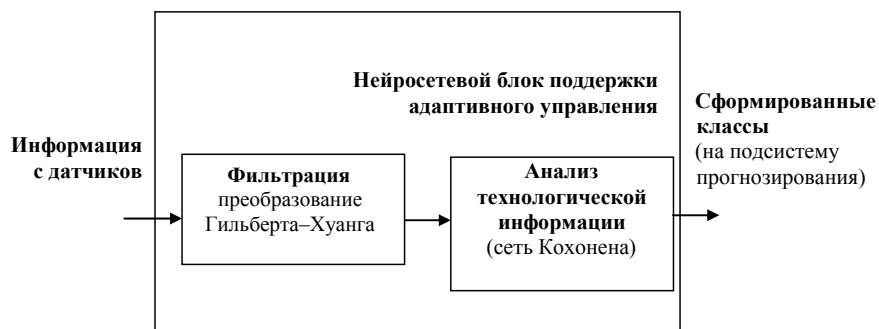 Нейросетевой блок поддержки
адаптивного управления
Информация
с датчиков
Фильтрация
преобразование
Гильберта–Хуанга
Анализ
технологической
информации
(сеть Кохонена)
Сформированные
классы
(на подсистему
прогнозирования)